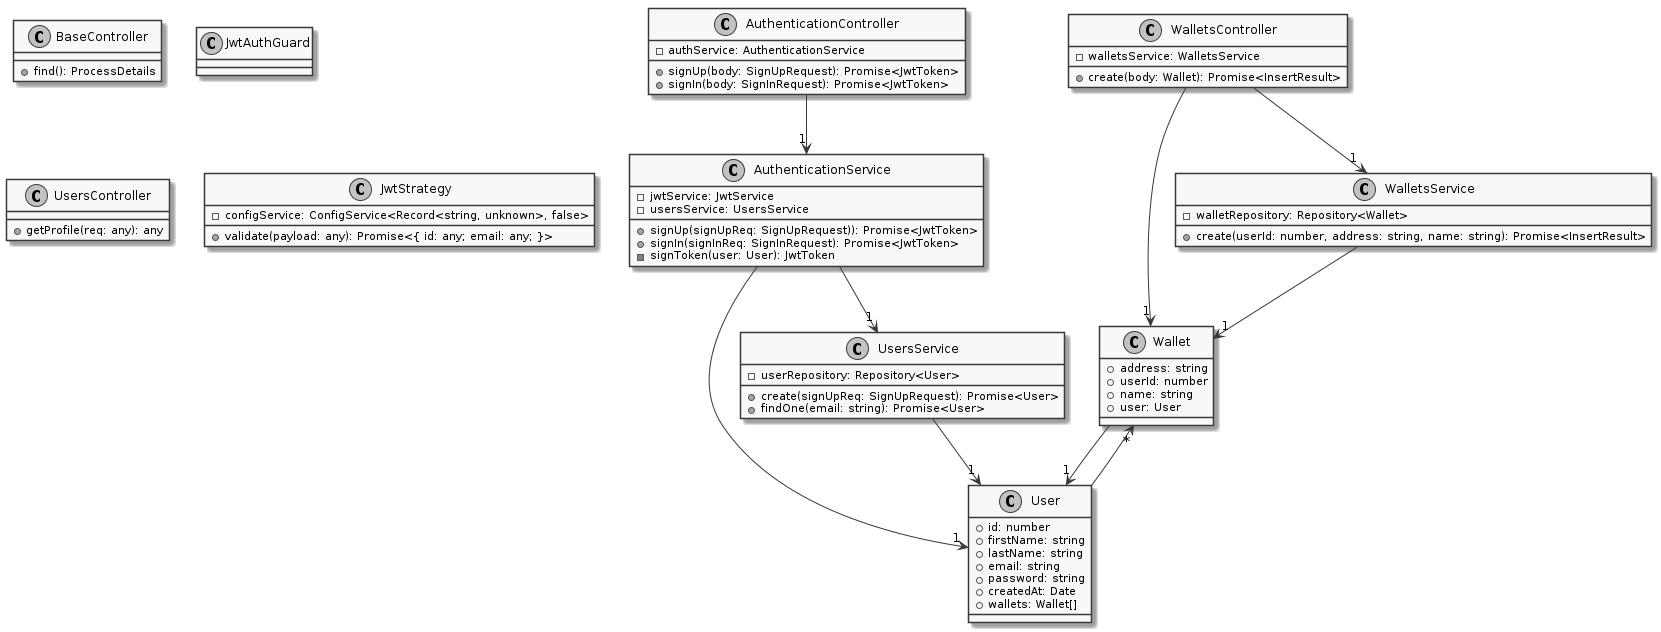 C BaseController
find(): ProcessDetails
C JwtAuthGuard
C AuthenticationController
authService: AuthenticationService
signUp(body: SignUpRequest): Promise<JwtToken>
signIn(body: SignInRequest): Promise<JwtToken>
C WalletsController
walletsService: WalletsService
create(body: Wallet): Promise<InsertResult>
1
1
C UsersController
getProfile(req: any): any
C JwtStrategy
configService: ConfigService<Record<string, unknown>, false>
validate(payload: any): Promise<{ id: any; email: any; }>
C AuthenticationService
jwtService: JwtService
usersService: UsersService
signUp(signUpReq: SignUpRequest)): Promise<JwtToken>
signIn(signInReq: SignInRequest): Promise<JwtToken>
signToken(user: User): JwtToken
C WalletsService
walletRepository: Repository<Wallet>
create(userId: number, address: string, name: string): Promise<InsertResult>
1
1
1
C UsersService
userRepository: Repository<User>
create(signUpReq: SignUpRequest): Promise<User>
findOne(email: string): Promise<User>
C Wallet
address: string
userId: number
name: string
user: User
*
1
1
1
C User
id: number
firstName: string
lastName: string
email: string
password: string
createdAt: Date
wallets: Wallet[]